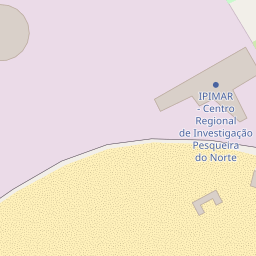 IPIMAR
- Centro
Regional
de Investigação
Pesqueira
do Norte